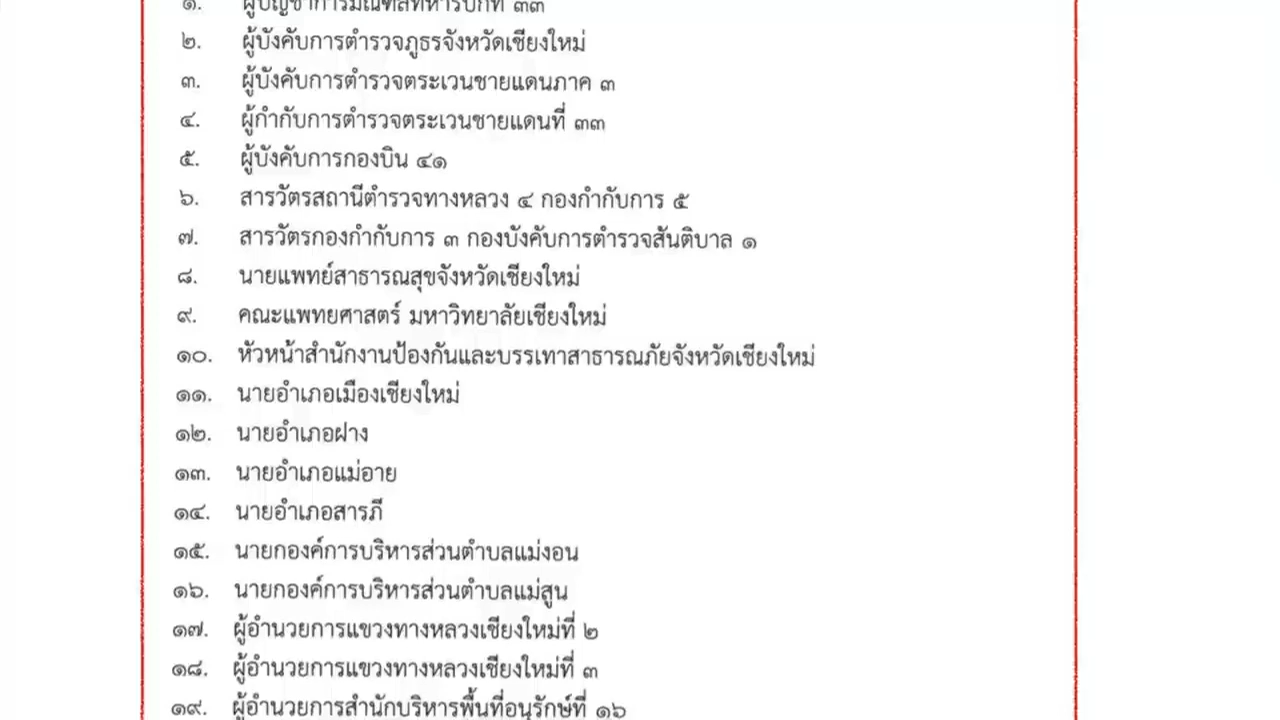 ๑. ผู้บัญชาการมณฑลทหารบกที่ ๓๓
๒. ผู้บังคับการตำรวจภูธรจังหวัดเชียงใหม่
๓. ผู้บังคับการตำรวจตระเวนชายแดนภาค ๓
๔. ผู้กำกับการตำรวจตระเวนชายแดนที่ ๓๓
๕. ผู้บังคับการกองบิน ๔๑
๖. สารวัตรสถานีตำรวจทางหลวง ๔ กองกำกับการ ๕
๗. สารวัตรกองกำกับการ ๓ กองบังคับการตำรวจสันติบาล ๑
๘. นายแพทย์สาธารณสุขจังหวัดเชียงใหม่
๙. คณะแพทยศาสตร์ มหาวิทยาลัยเชียงใหม่
๑๐. หัวหน้าสำนักงานป้องกันและบรรเทาสาธารณภัยจังหวัดเชียงใหม่
๑๑. นายอำเภอเมืองเชียงใหม่
๑๒. นายอำเภอฝาง
๑๓. นายอำเภอแม่อาย
๑๔. นายอำเภอสารภี
๑๕. นายกองค์การบริหารส่วนตำบลแม่งอน
๑๖. นายกองค์การบริหารส่วนตำบลแม่สูน
๑๗. ผู้อำนวยการแขวงทางหลวงเชียงใหม่ที่ ๒
๑๘. ผู้อำนวยการแขวงทางหลวงเชียงใหม่ที่ ๓
๑๙. ผู้อำนวยการสำนักบริหารพื้นที่อนุรักษ์ที่ ๑๖